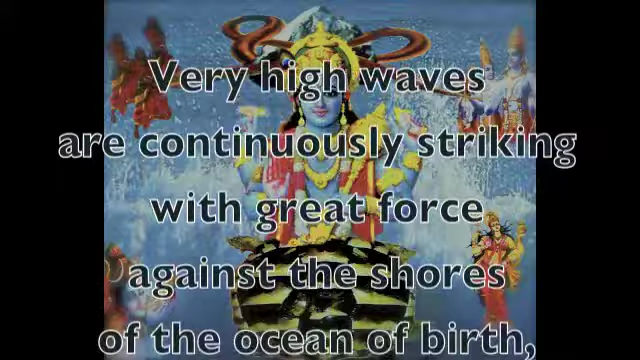 Very high waves
are continuously striking
with great force
against the shores
of the ocean of birth,